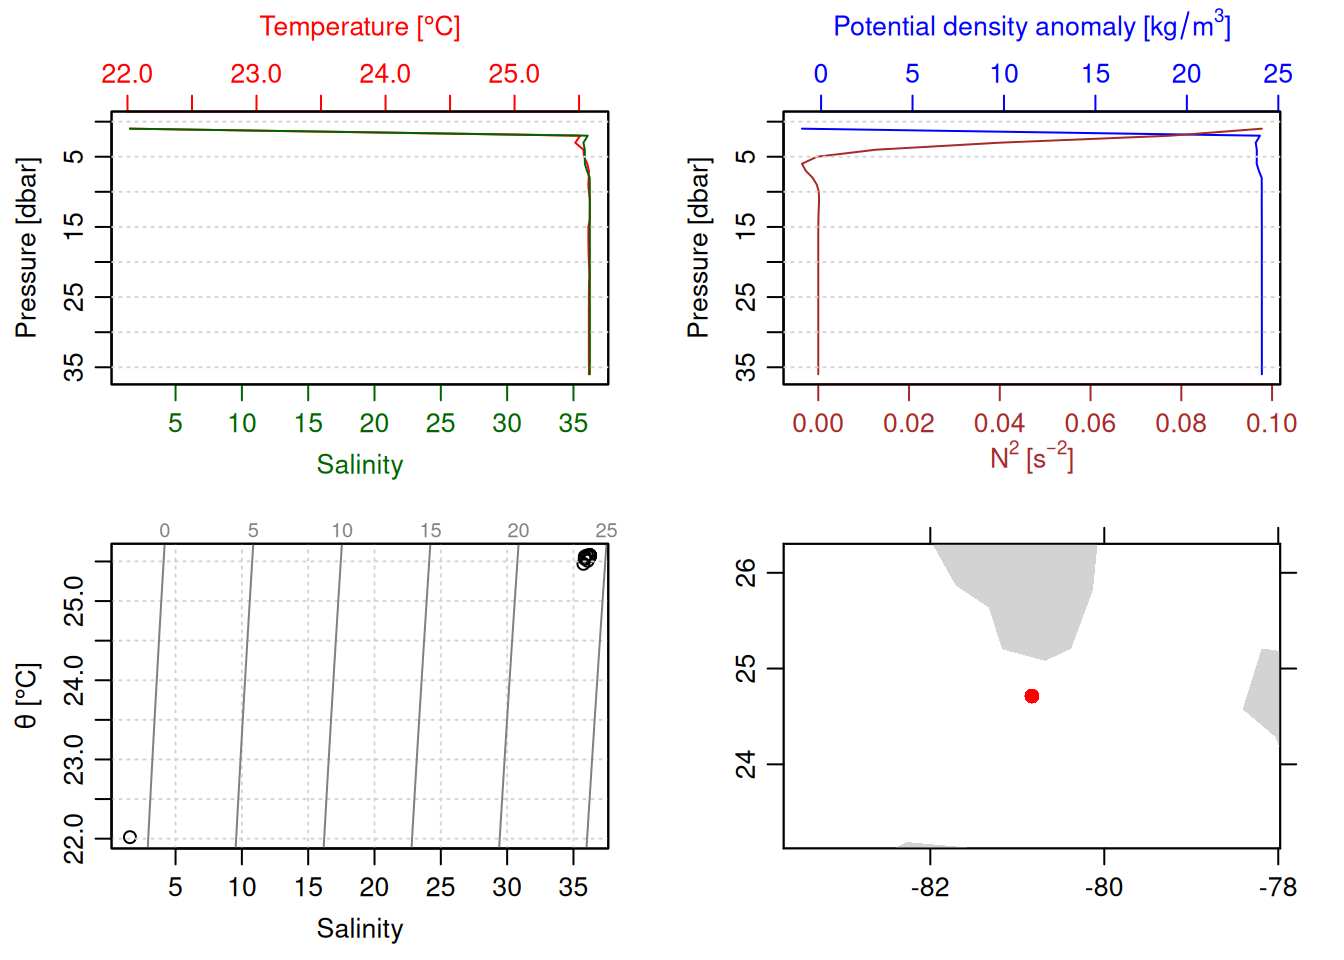 Temperature [°C]
22.0 23.0 24.0 25.0
Pressure [dbar]
5
15
25
35
5 10 15 20 25 30 35
Salinity
Potential density anomaly [kg/m³]
0 5 10 15 20 25
Pressure [dbar]
5
15
25
35
0.00 0.02 0.04 0.06 0.08 0.10
N² [s⁻²]
0 5 10 15 20 25
θ [°C]
25.0
24.0
23.0
22.0
5 10 15 20 25 30 35
Salinity
26
25
24
-82 -80 -78